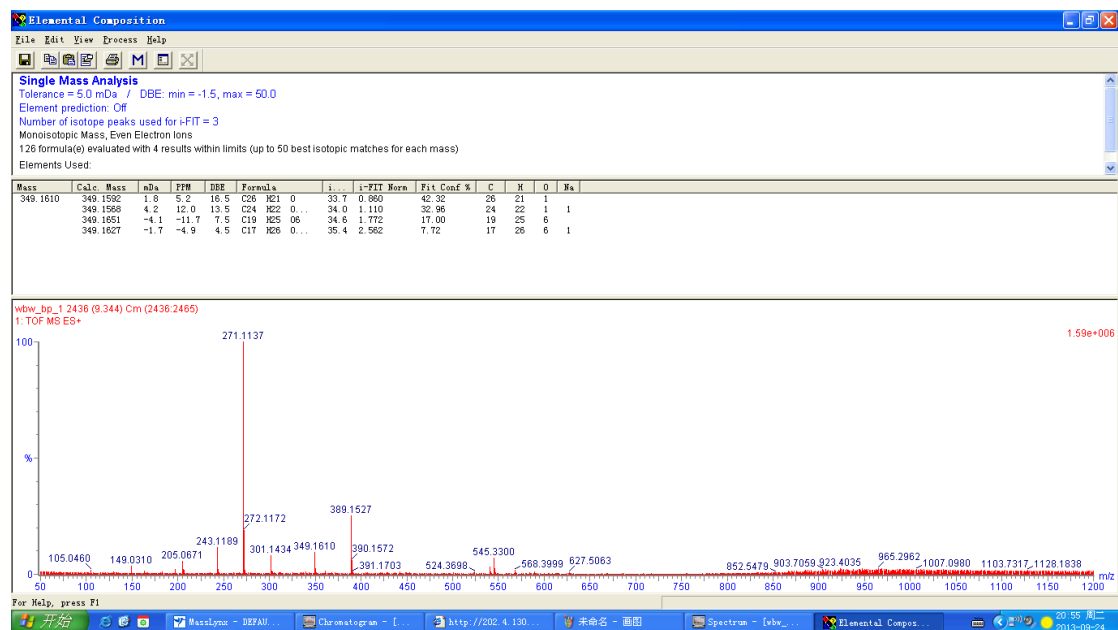 Elemental Composition
File Edit View Process Help
M
Single Mass Analysis
Tolerance = 5.0 mDa / DBE: min = -1.5, max = 50.0
Element prediction: Off
Number of isotope peaks used for i-FIT = 3
Monoisotopic Mass, Even Electron Ions
126 formula(e) evaluated with 4 results within limits (up to 50 best isotopic matches for each mass)
Elements Used:
Mass Calc. Mass mDa PPM DBE Formula i... i-FIT Norm Fit Conf % C H O Na
349.1610 349.1592 1.8 5.2 16.5 C26 H21 O 33.7 0.860 42.32 26 21 1
349.1568 4.2 12.0 13.5 C24 H22 O... 34.0 1.110 32.96 24 22 1 1
349.1651 -4.1 -11.7 7.5 C19 H25 O6 34.6 1.772 17.00 19 25 6
349.1627 -1.7 -4.9 4.5 C17 H26 O... 35.4 2.562 7.72 17 26 6 1
wbw_bp_1 2436 (9.344) Cm (2436:2465)
1: TOF MS ES+
1.59e+006
271.1137
100
%
389.1527
272.1172
243.1189
301.1434
349.1610
390.1572
545.3300
105.0460
149.0310
205.0671
391.1703
524.3698
568.3999
627.5063
852.5479
903.7059
923.4035
965.2962
1007.0980
1103.7317
1128.1838
0
m/z
50 100 150 200 250 300 350 400 450 500 550 600 650 700 750 800 850 900 950 1000 1050 1100 1150 1200
For Help, press F1
开始 MassLynx - DEFAU... Chromatogram - [... http://202.4.130... 未命名 - 画图 Spectrum - [wbw_... Elemental Compos... 20:55 周二
2013-09-24